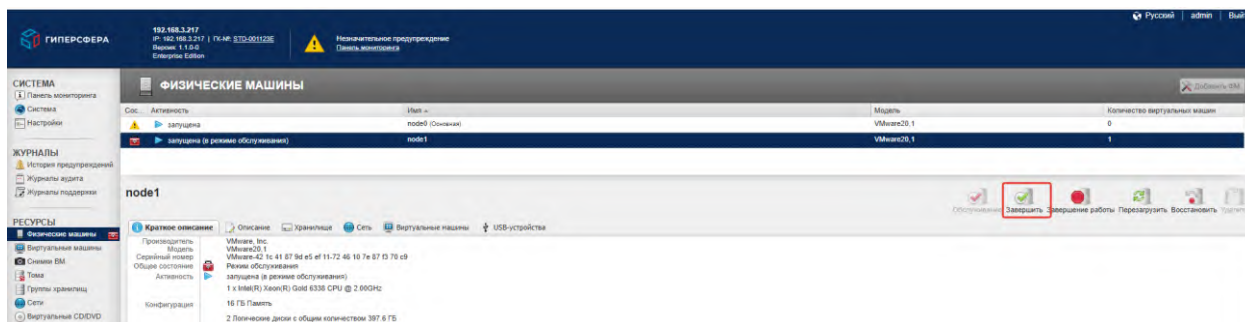 Русский admin Вый
ГИПЕРСФЕРА
192.168.3.217
IP: 192.168.3.217 | ПК-№: STO-001123E
Версия: 1.1.0-0
Enterprise Edition
Незначительное предупреждение
Панель мониторинга
СИСТЕМА
Панель мониторинга
Система
Настройки
ЖУРНАЛЫ
История предупреждений
Журналы аудита
Журналы поддержки
РЕСУРСЫ
Физические машины
Виртуальные машины
Снимки ВМ
Тома
Группы хранилищ
Сети
Виртуальные CD/DVD
ФИЗИЧЕСКИЕ МАШИНЫ
Добавить ФМ
Сос... Активность Имя Модель Количество виртуальных машин
запущена node0 (Основная) VMware20,1 0
запущена (в режиме обслуживания) node1 VMware20,1 1
node1
Обслуживание Завершить Завершение работы Перезагрузить Восстановить Удалить
Краткое описание Описание Хранилище Сеть Виртуальные машины USB-устройства
Производитель VMware, Inc.
Модель VMware20,1
Серийный номер VMware-42 1c 41 87 9d e5 ef 11-72 46 10 7e 87 f3 70 c9
Общее состояние Режим обслуживания
Активность запущена (в режиме обслуживания)
1 x Intel(R) Xeon(R) Gold 6338 CPU @ 2.00GHz
Конфигурация 16 ГБ Память
2 Логические диски с общим количеством 397.6 ГБ